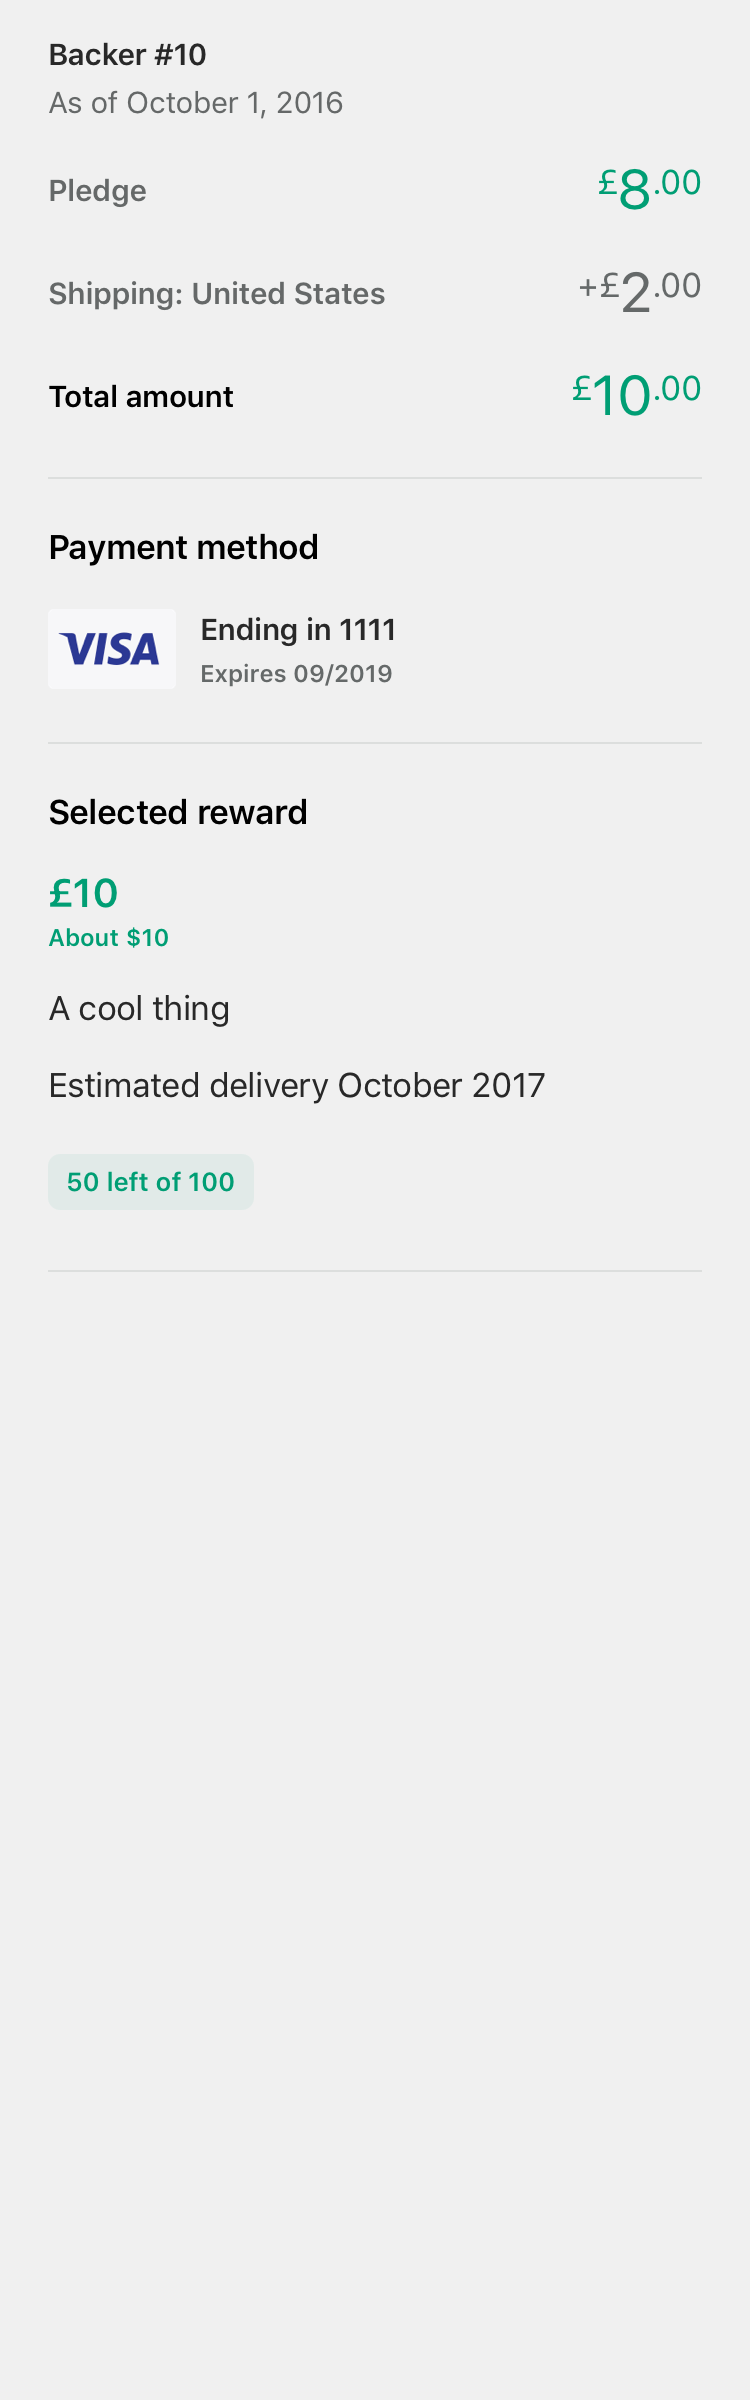 Backer #10
As of October 1, 2016
Pledge £8.00
Shipping: United States +£2.00
Total amount £10.00
Payment method
VISA Ending in 1111
Expires 09/2019
Selected reward
£10
About $10
A cool thing
Estimated delivery October 2017
50 left of 100